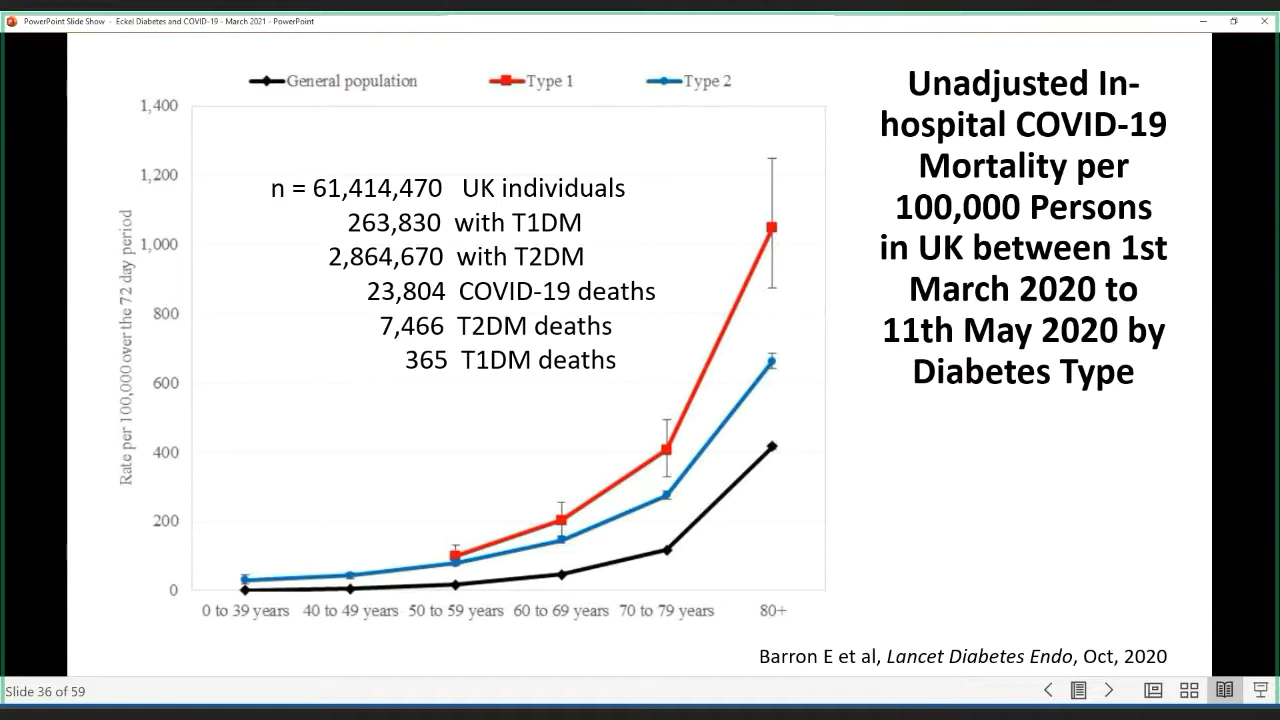 PowerPoint Slide Show - Eckel Diabetes and COVID-19 - March 2021 - PowerPoint
General population
Type 1
Type 2
Unadjusted In-
hospital COVID-19
Mortality per
100,000 Persons
in UK between 1st
March 2020 to
11th May 2020 by
Diabetes Type
n = 61,414,470 UK individuals
263,830 with T1DM
2,864,670 with T2DM
23,804 COVID-19 deaths
7,466 T2DM deaths
365 T1DM deaths
Rate per 100,000 over the 72 day period
1,400
1,200
1,000
800
600
400
200
0
0 to 39 years
40 to 49 years
50 to 59 years
60 to 69 years
70 to 79 years
80+
Barron E et al, Lancet Diabetes Endo, Oct, 2020
Slide 36 of 59